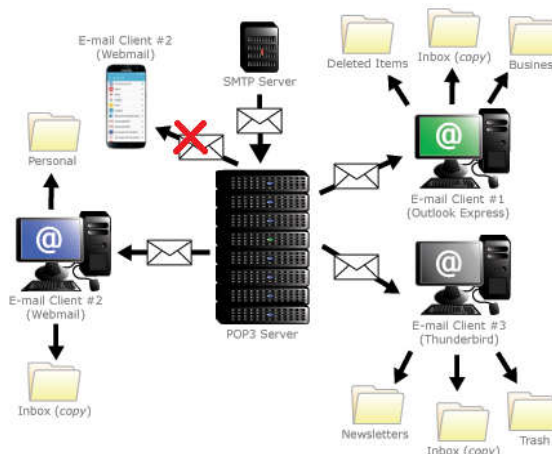 E-mail Client #2
(Webmail)
SMTP Server
Deleted Items
Inbox (copy)
Busines
Personal
@
E-mail Client #1
(Outlook Express)
@
E-mail Client #2
(Webmail)
POP3 Server
@
E-mail Client #3
(Thunderbird)
Inbox (copy)
Newsletters
Inbox (copy)
Trash